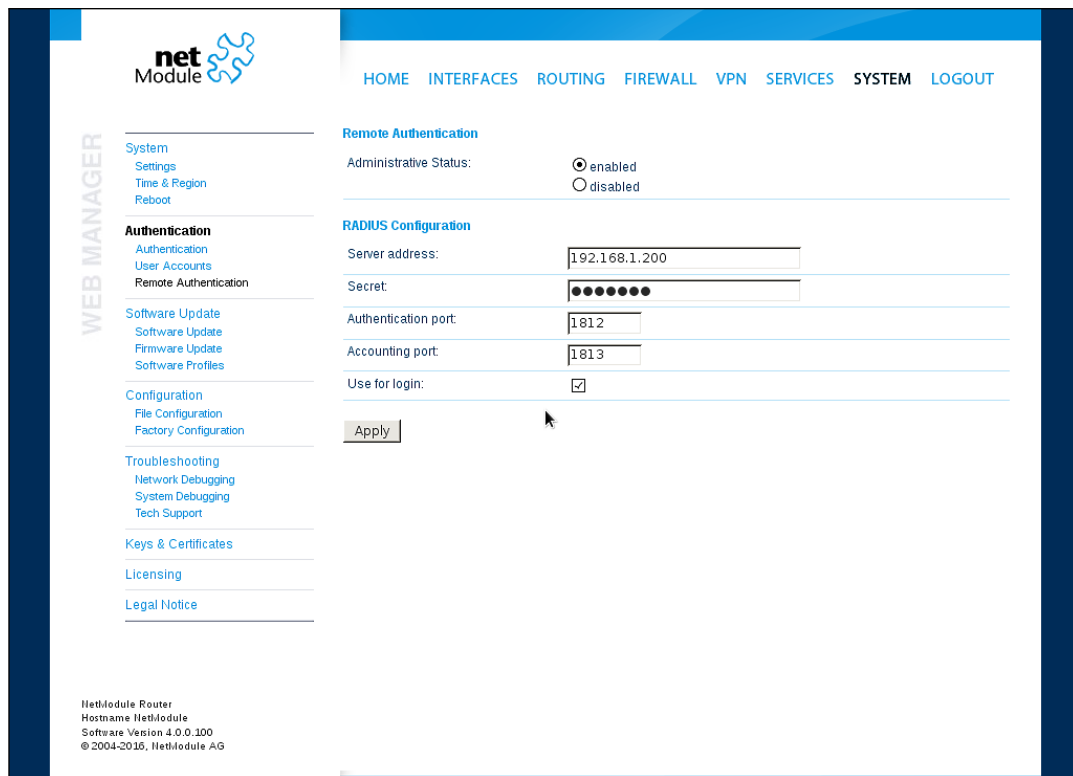 net
Module
HOME INTERFACES ROUTING FIREWALL VPN SERVICES SYSTEM LOGOUT
WEB MANAGER
System
Settings
Time & Region
Reboot
Authentication
Authentication
User Accounts
Remote Authentication
Software Update
Software Update
Firmware Update
Software Profiles
Configuration
File Configuration
Factory Configuration
Troubleshooting
Network Debugging
System Debugging
Tech Support
Keys & Certificates
Licensing
Legal Notice
Remote Authentication
Administrative Status:
enabled
disabled
RADIUS Configuration
Server address: 192.168.1.200
Secret: ●●●●●●●
Authentication port: 1812
Accounting port: 1813
Use for login:
Apply
NetModule Router
Hostname NetModule
Software Version 4.0.0.100
© 2004-2016, NetModule AG